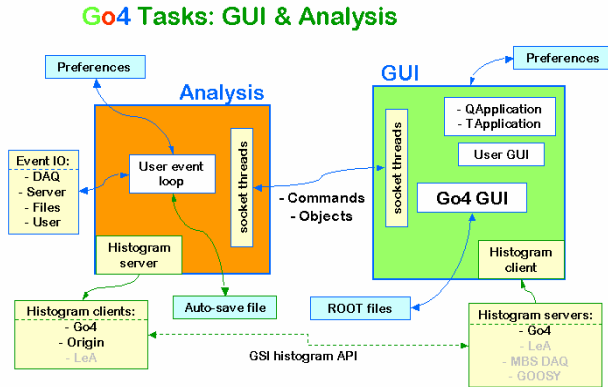 Go4 Tasks: GUI & Analysis
Preferences
Analysis
User event
loop
socket threads
Event IO:
- DAQ
- Server
- Files
- User
Histogram
server
Histogram clients:
- Go4
- Origin
- LeA
Auto-save file
- Commands
- Objects
GUI
Preferences
socket threads
- QApplication
- TApplication
User GUI
Go4 GUI
Histogram
client
ROOT files
Histogram servers:
- Go4
- LeA
- MBS DAQ
- GOOSY
GSI histogram API